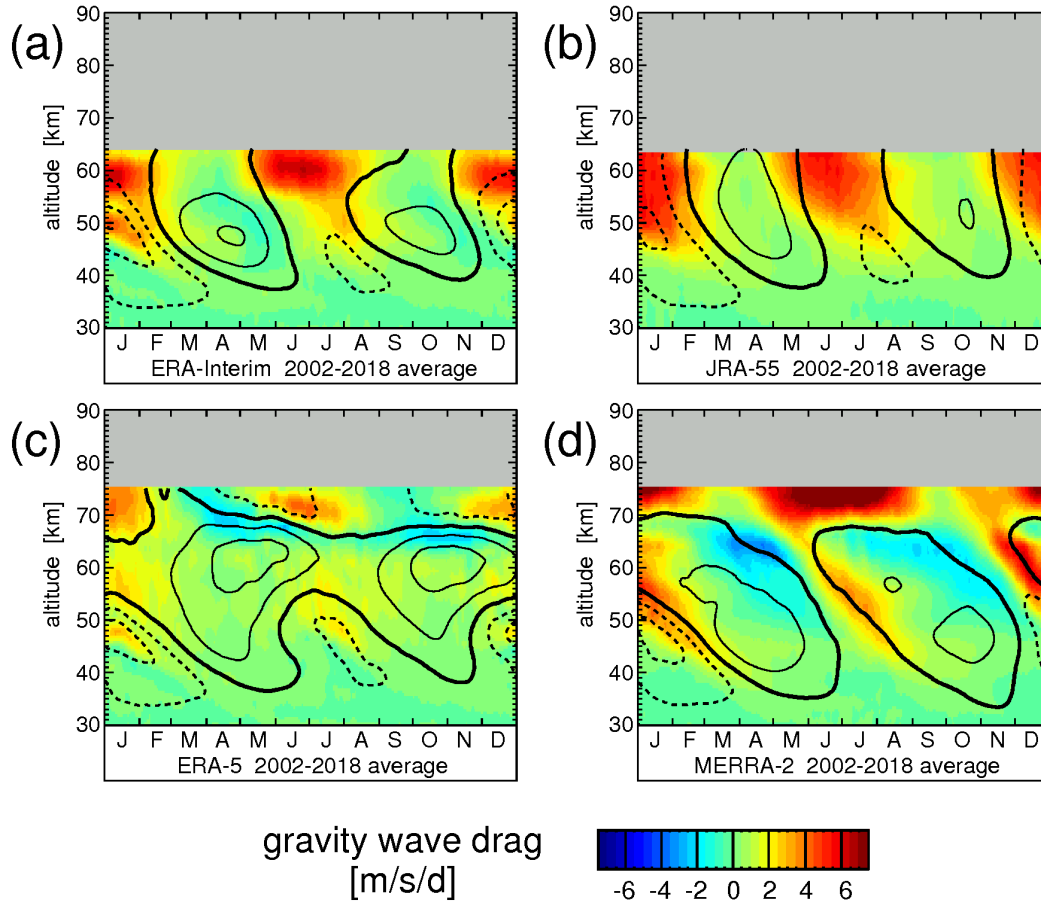 (a)
altitude [km]
90
80
70
60
50
40
30
J F M A M J J A S O N D
ERA-Interim 2002-2018 average
(b)
altitude [km]
90
80
70
60
50
40
30
J F M A M J J A S O N D
JRA-55 2002-2018 average
(c)
altitude [km]
90
80
70
60
50
40
30
J F M A M J J A S O N D
ERA-5 2002-2018 average
(d)
altitude [km]
90
80
70
60
50
40
30
J F M A M J J A S O N D
MERRA-2 2002-2018 average
gravity wave drag
[m/s/d]
-6 -4 -2 0 2 4 6